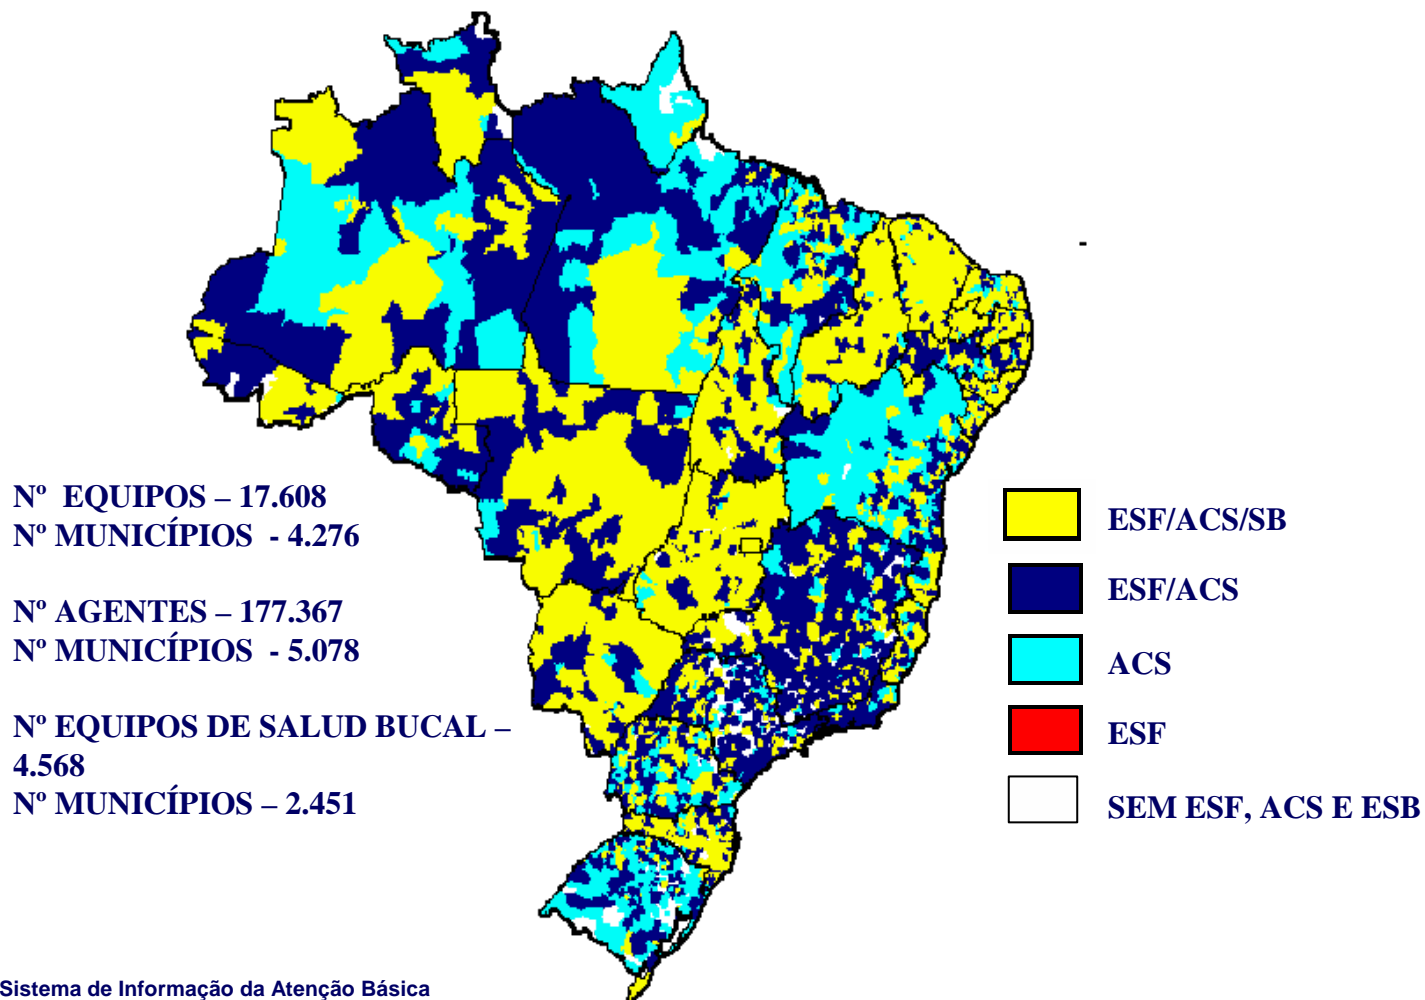 Nº EQUIPOS – 17.608
Nº MUNICÍPIOS - 4.276
Nº AGENTES – 177.367
Nº MUNICÍPIOS - 5.078
Nº EQUIPOS DE SALUD BUCAL –
4.568
Nº MUNICÍPIOS – 2.451
ESF/ACS/SB
ESF/ACS
ACS
ESF
SEM ESF, ACS E ESB
Sistema de Informação da Atenção Básica